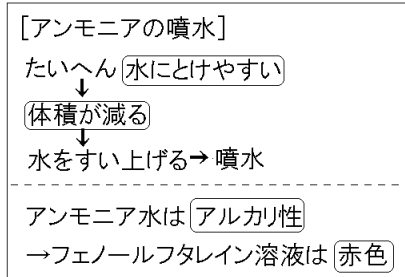 [アンモニアの噴水]
たいへん 水にとけやすい
↓
体積が減る
↓
水をすい上げる→噴水
アンモニア水は アルカリ性
→フェノールフタレイン溶液は 赤色